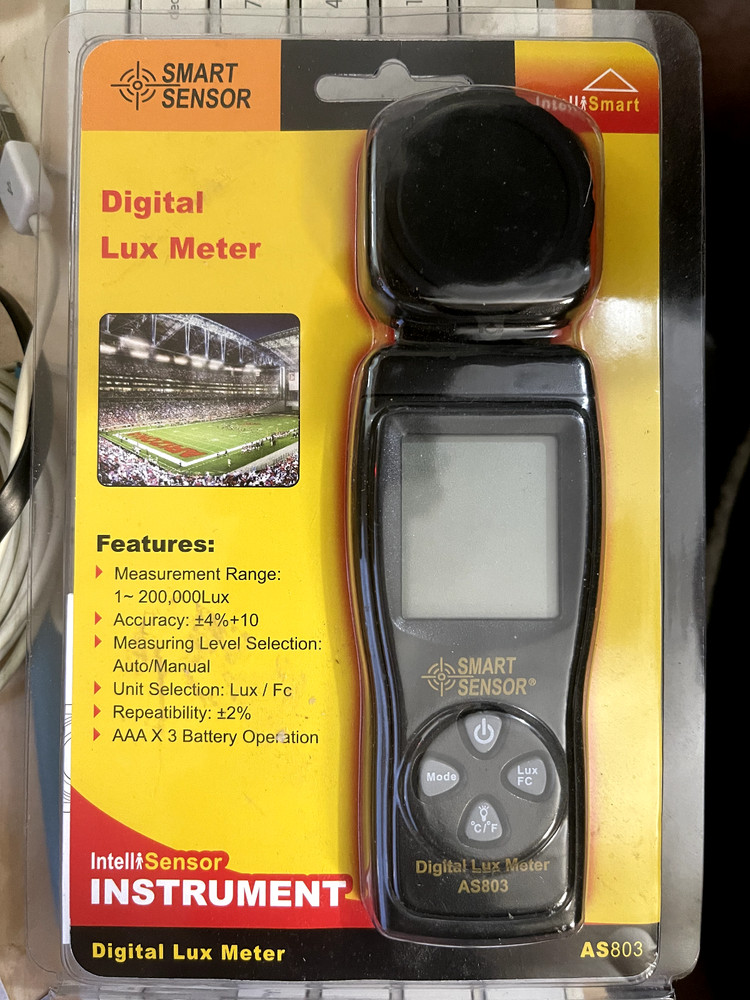 SMART
SENSOR
IntelliSmart
Digital
Lux Meter
ARIZONA
Features:
Measurement Range:
1~ 200,000Lux
Accuracy: ±4%+10
Measuring Level Selection:
Auto/Manual
Unit Selection: Lux / Fc
Repeatibility: ±2%
AAA X 3 Battery Operation
SMART
SENSOR®
Mode
Lux
FC
°C/°F
Digital Lux Meter
AS803
IntelliSensor
INSTRUMENT
Digital Lux Meter
AS803